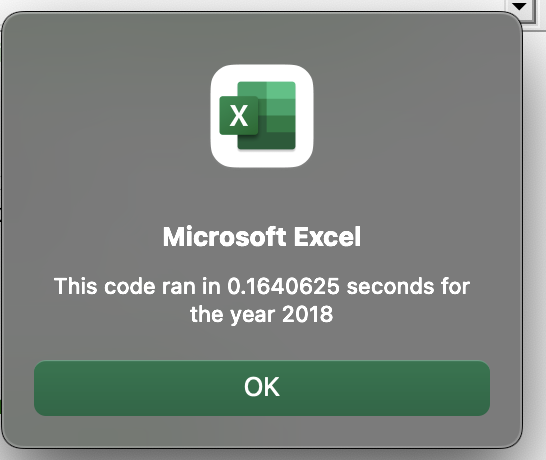 X
Microsoft Excel
This code ran in 0.1640625 seconds for
the year 2018
OK